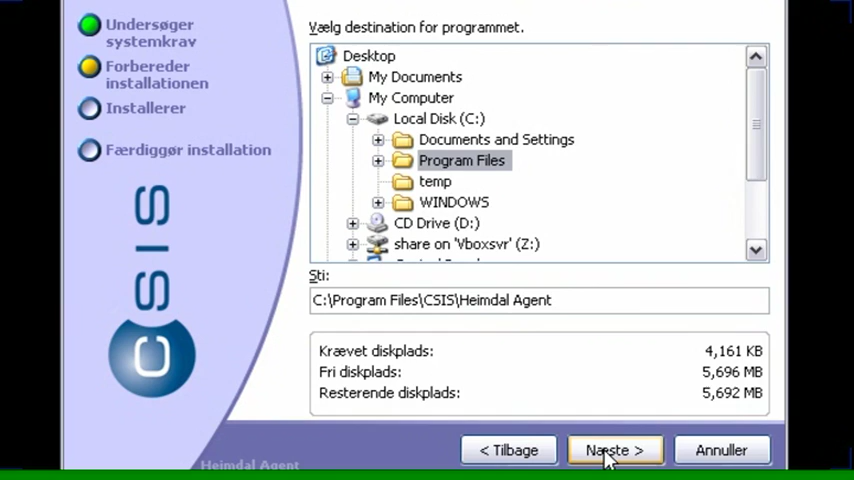 Undersøger
systemkrav
Forbereder
installationen
Installerer
Færdiggør installation
CSIS
Vælg destination for programmet.
Desktop
My Documents
My Computer
Local Disk (C:)
Documents and Settings
Program Files
temp
WINDOWS
CD Drive (D:)
share on 'Vboxsvr' (Z:)
Sti:
C:\Program Files\CSIS\Heimdal Agent
Krævet diskplads: 4,161 KB
Fri diskplads: 5,696 MB
Resterende diskplads: 5,692 MB
Heimdal Agent
< Tilbage
Næste >
Annuller